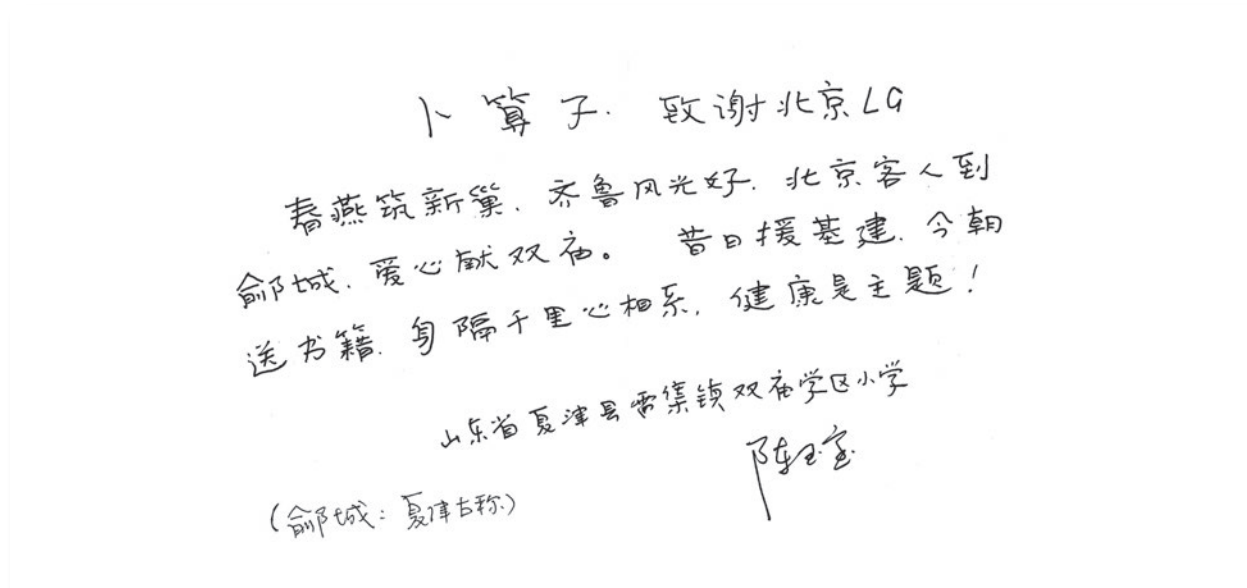 卜算子. 致谢北京LG
春燕筑新巢, 齐鲁风光好. 北京客人到
鄃城, 爱心献双庙。 昔日援基建, 今朝
送书籍. 身隔千里心相系, 健康是主题!
山东省夏津县雷集镇双庙学区小学
陈玉宝
(鄃城: 夏津古称)